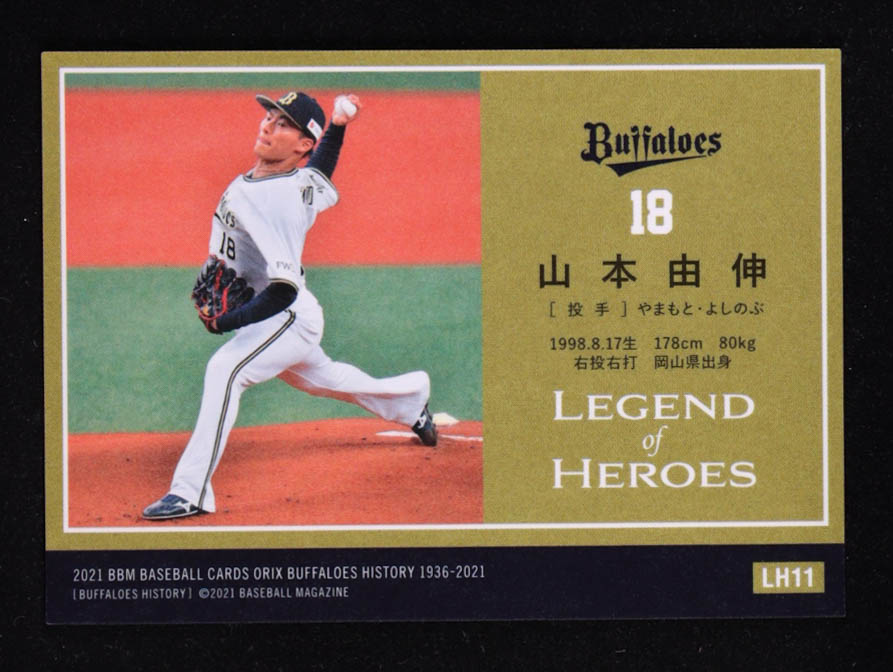 Buffaloes
18
山本由伸
[投手] やまもと・よしのぶ
1998.8.17生 178cm 80kg
右投右打 岡山県出身
LEGEND
of
HEROES
B
18
FW
2021 BBM BASEBALL CARDS ORIX BUFFALOES HISTORY 1936-2021
[BUFFALOES HISTORY] ©2021 BASEBALL MAGAZINE
LH11